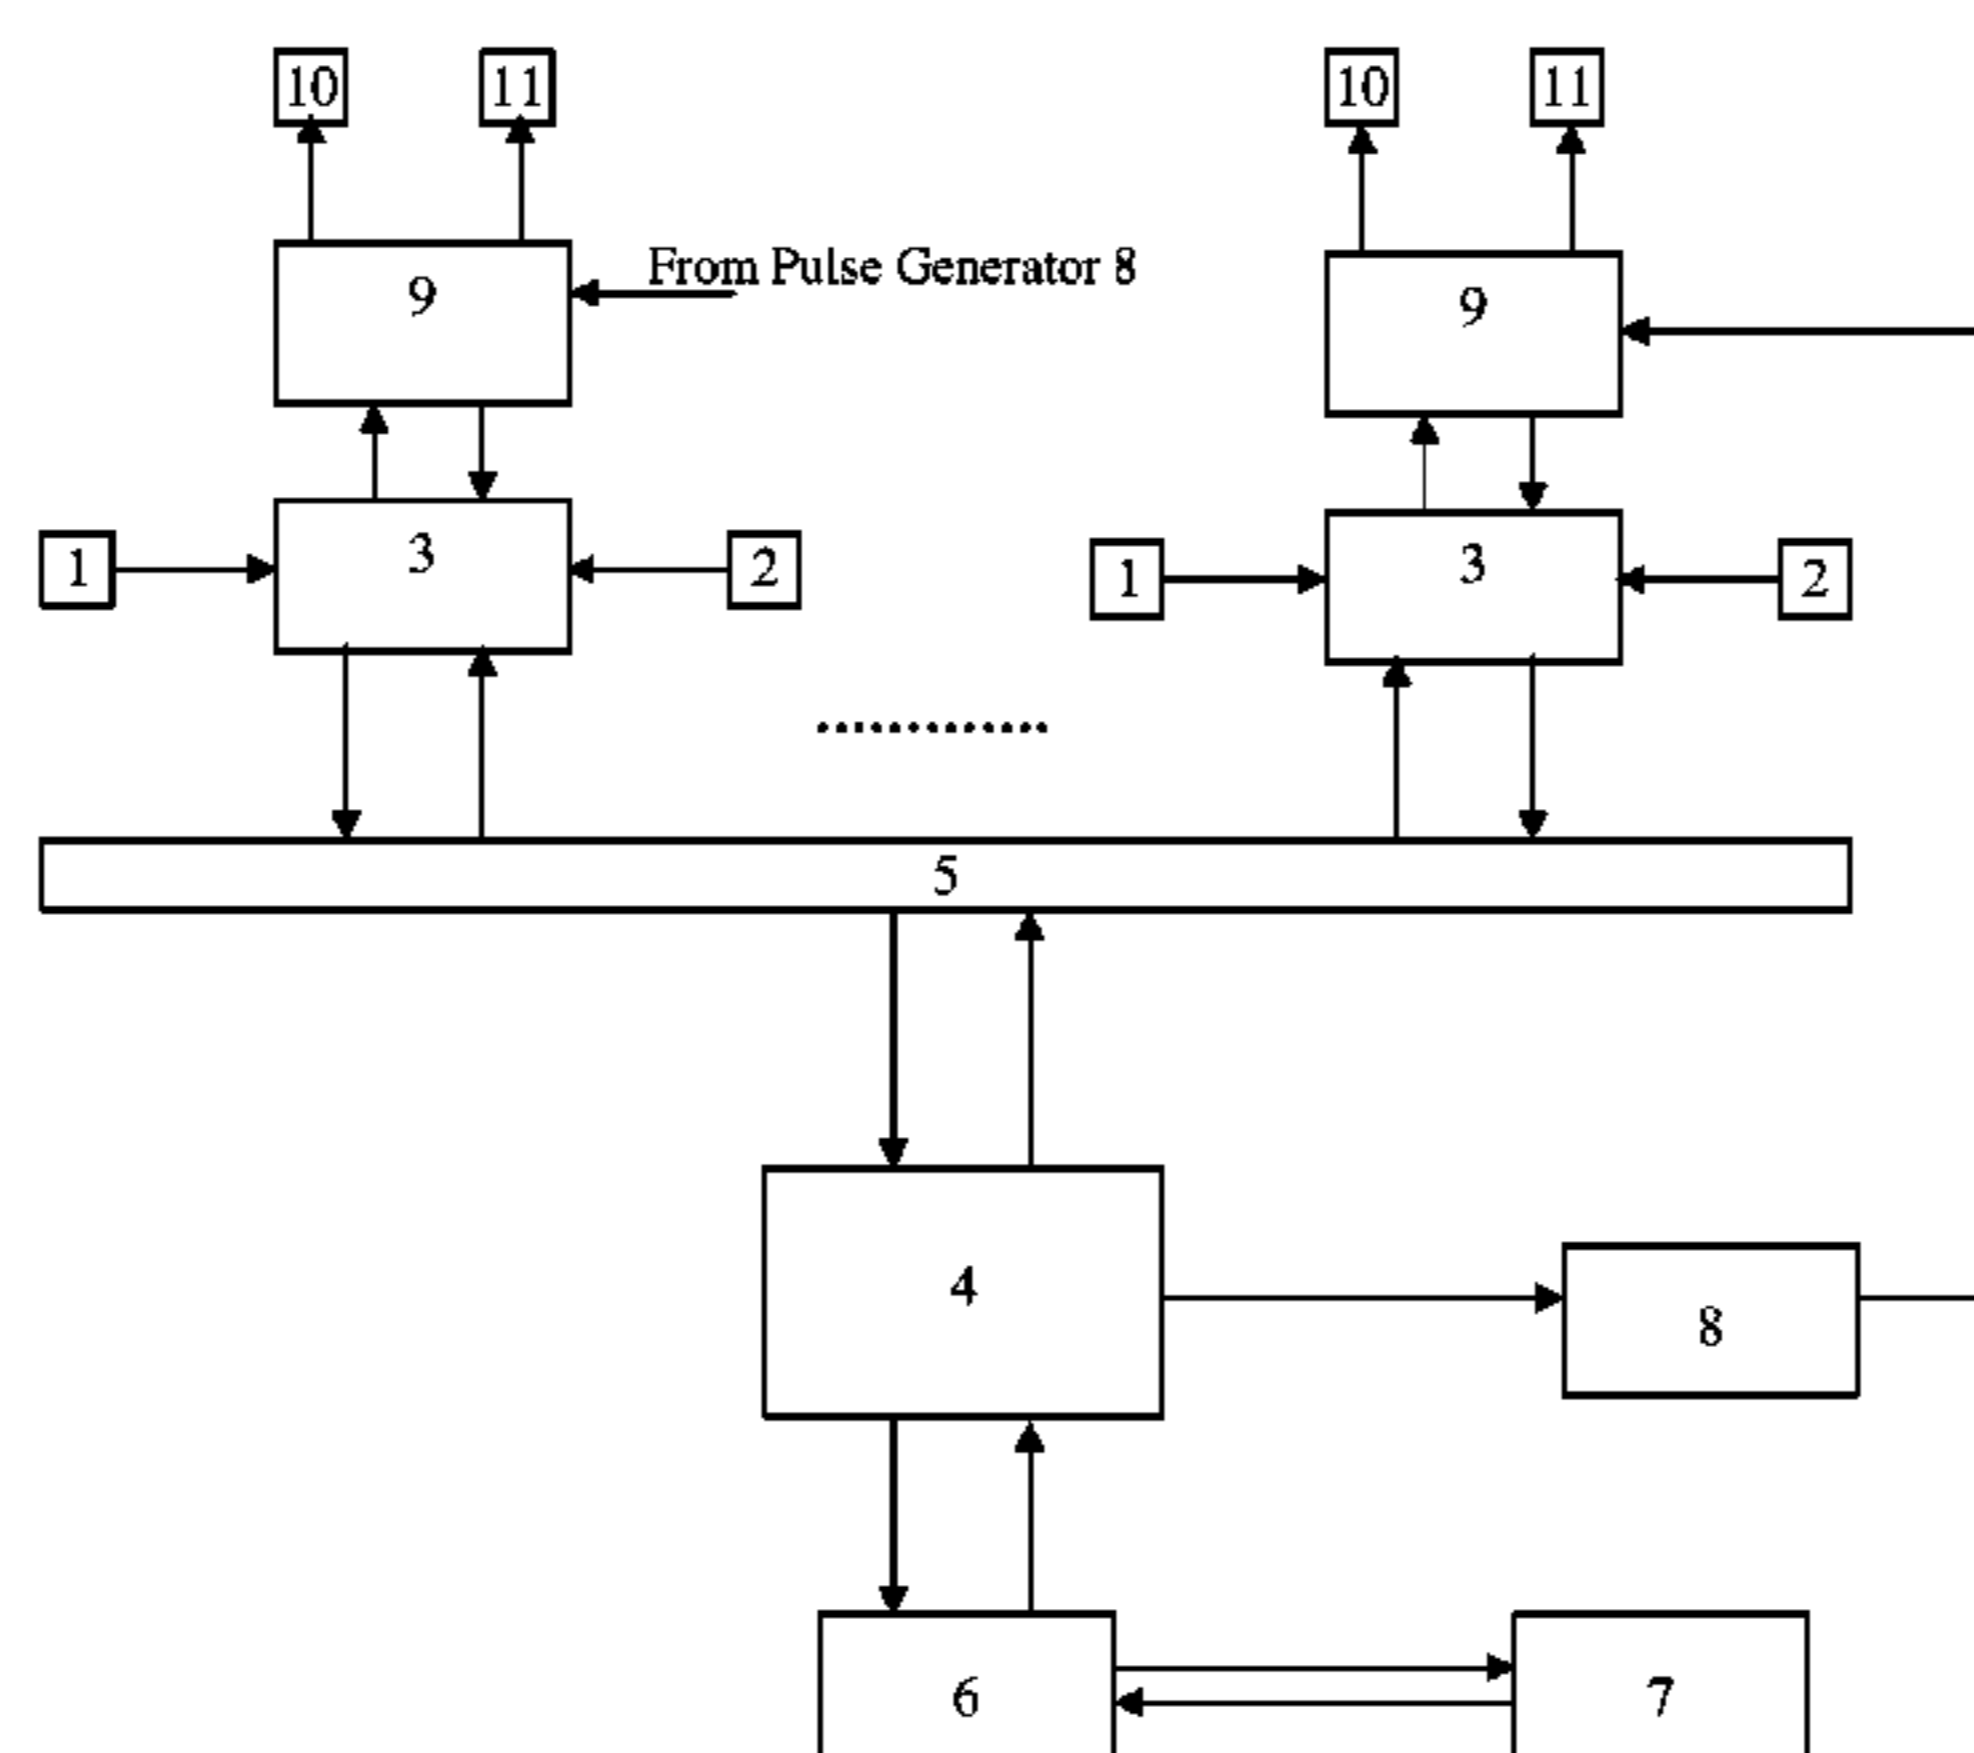 10 11 10 11
From Pulse Generator 8
9 9
1 3 2 1 3 2
.............
5
4
8
6 7